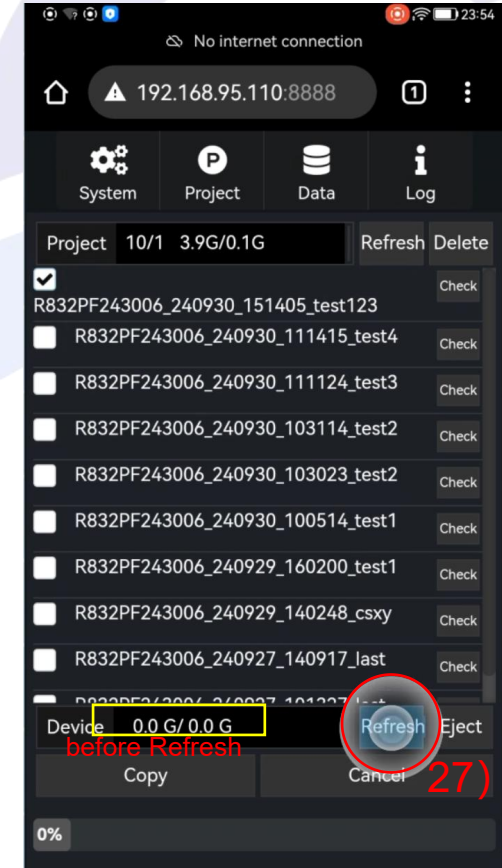 23:54
No internet connection
192.168.95.110:8888
1
System Project Data Log
Project 10/1 3.9G/0.1G Refresh Delete
Check
R832PF243006_240930_151405_test123
R832PF243006_240930_111415_test4 Check
R832PF243006_240930_111124_test3 Check
R832PF243006_240930_103114_test2 Check
R832PF243006_240930_103023_test2 Check
R832PF243006_240930_100514_test1 Check
R832PF243006_240929_160200_test1 Check
R832PF243006_240929_140248_csxy Check
R832PF243006_240927_140917_last Check
Device 0.0 G/ 0.0 G Refresh Eject
before Refresh
Copy Cancel 27)
0%